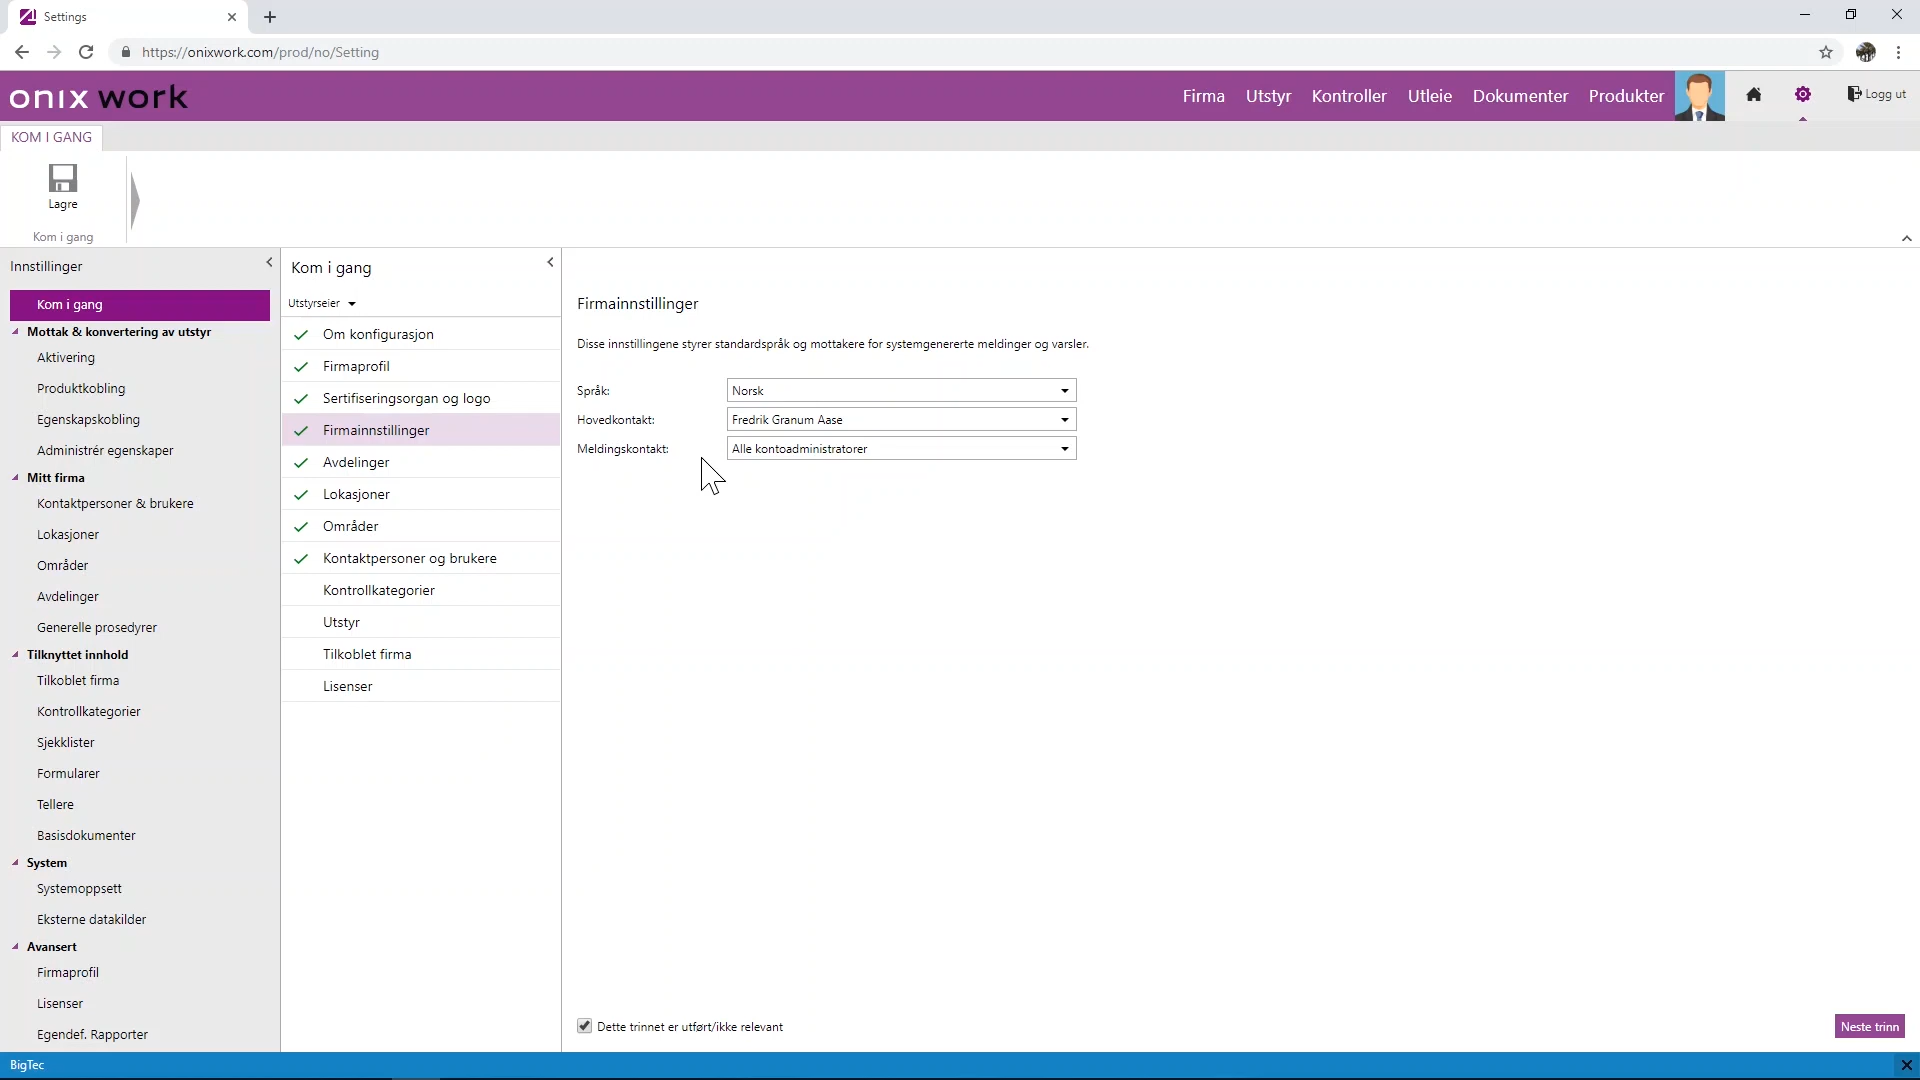 Settings
https://onixwork.com/prod/no/Setting
onix work
Firma
Utstyr
Kontroller
Utleie
Dokumenter
Produkter
Logg ut
KOM I GANG
Lagre
Kom i gang
Innstillinger
Kom i gang
Mottak & konvertering av utstyr
Aktivering
Produktkobling
Egenskapskobling
Administrér egenskaper
Mitt firma
Kontaktpersoner & brukere
Lokasjoner
Områder
Avdelinger
Generelle prosedyrer
Tilknyttet innhold
Tilkoblet firma
Kontrollkategorier
Sjekklister
Formularer
Tellere
Basisdokumenter
System
Systemoppsett
Eksterne datakilder
Avansert
Firmaprofil
Lisenser
Egendef. Rapporter
Kom i gang
Utstyrseier
Om konfigurasjon
Firmaprofil
Sertifiseringsorgan og logo
Firmainnstillinger
Avdelinger
Lokasjoner
Områder
Kontaktpersoner og brukere
Kontrollkategorier
Utstyr
Tilkoblet firma
Lisenser
Firmainnstillinger
Disse innstillingene styrer standardspråk og mottakere for systemgenererte meldinger og varsler.
Språk: Norsk
Hovedkontakt: Fredrik Granum Aase
Meldingskontakt: Alle kontoadministratorer
Dette trinnet er utført/ikke relevant
Neste trinn
BigTec